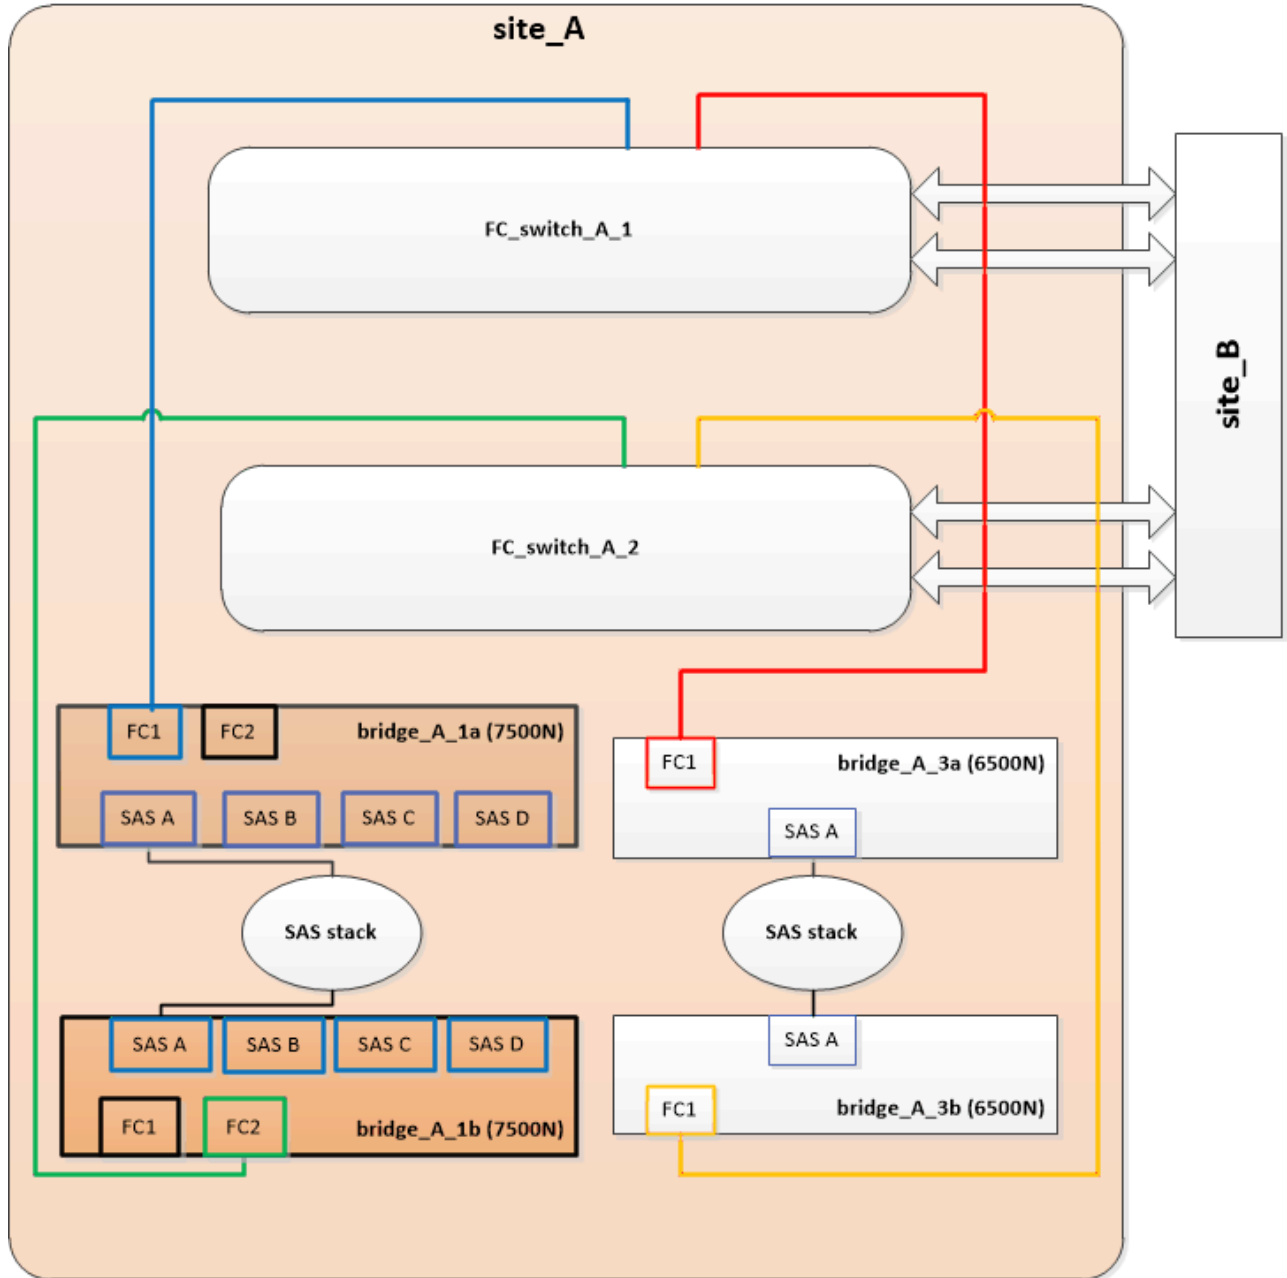 site_A
FC_switch_A_1
site_B
FC_switch_A_2
FC1
FC2
bridge_A_1a (7500N)
SAS A
SAS B
SAS C
SAS D
FC1
bridge_A_3a (6500N)
SAS A
SAS stack
SAS stack
SAS A
SAS B
SAS C
SAS D
FC1
FC2
bridge_A_1b (7500N)
SAS A
FC1
bridge_A_3b (6500N)